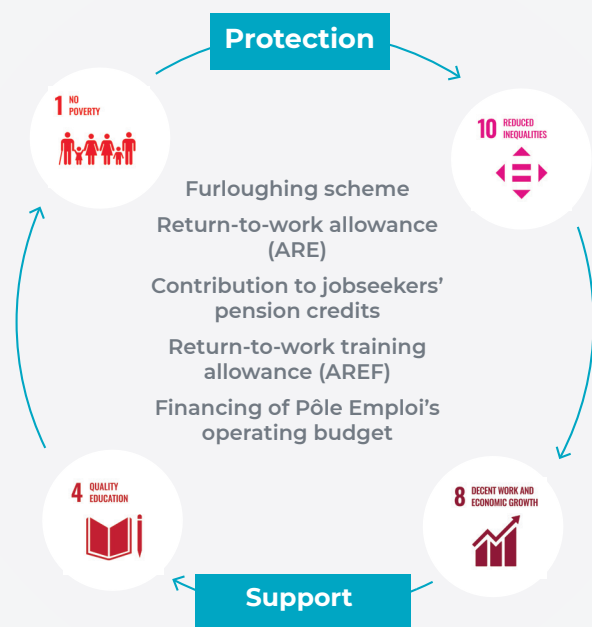 Protection
1 NO
POVERTY
10 REDUCED
INEQUALITIES
Furloughing scheme
Return-to-work allowance
(ARE)
Contribution to jobseekers’
pension credits
Return-to-work training
allowance (AREF)
Financing of Pôle Emploi’s
operating budget
4 QUALITY
EDUCATION
8 DECENT WORK AND
ECONOMIC GROWTH
Support